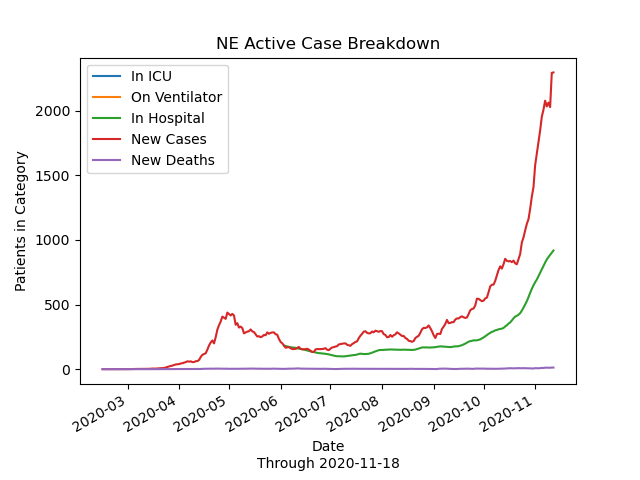 NE Active Case Breakdown
In ICU
On Ventilator
In Hospital
New Cases
New Deaths
Patients in Category
2000
1500
1000
500
0
2020-03
2020-04
2020-05
2020-06
2020-07
2020-08
2020-09
2020-10
2020-11
Date
Through 2020-11-18